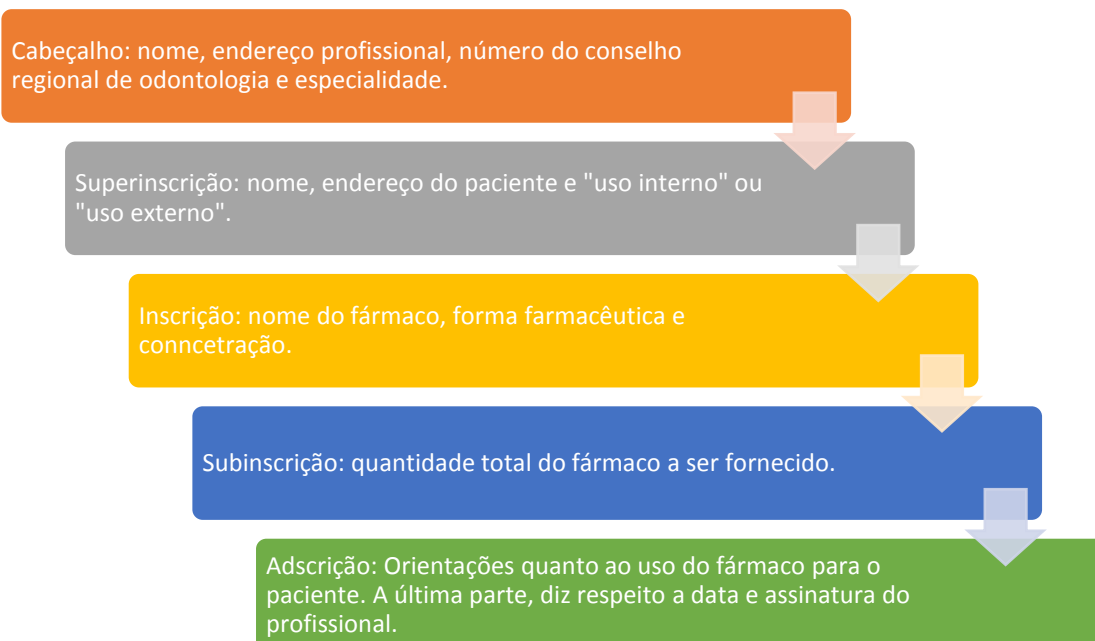 Cabeçalho: nome, endereço profissional, número do conselho
regional de odontologia e especialidade.
Superinscrição: nome, endereço do paciente e "uso interno" ou
"uso externo".
Inscrição: nome do fármaco, forma farmacêutica e
conncetração.
Subinscrição: quantidade total do fármaco a ser fornecido.
Adscrição: Orientações quanto ao uso do fármaco para o
paciente. A última parte, diz respeito a data e assinatura do
profissional.